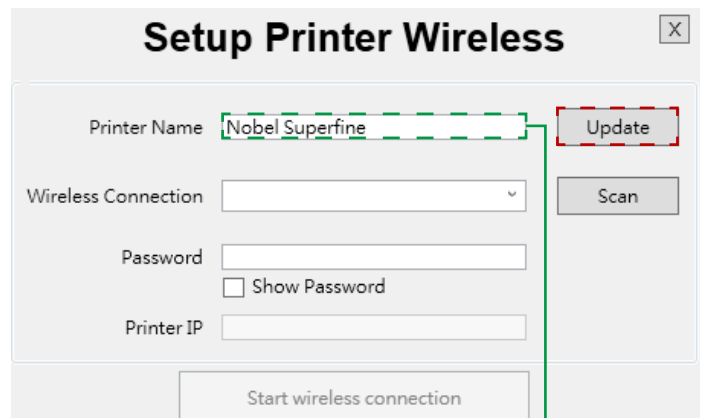 Setup Printer Wireless
X
Printer Name Nobel Superfine Update
Wireless Connection Scan
Password
Show Password
Printer IP
Start wireless connection